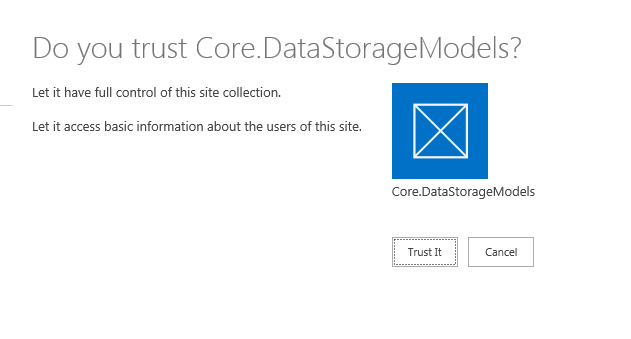 Do you trust Core.DataStorageModels?
Let it have full control of this site collection.
Let it access basic information about the users of this site.
Core.DataStorageModels
Trust It
Cancel